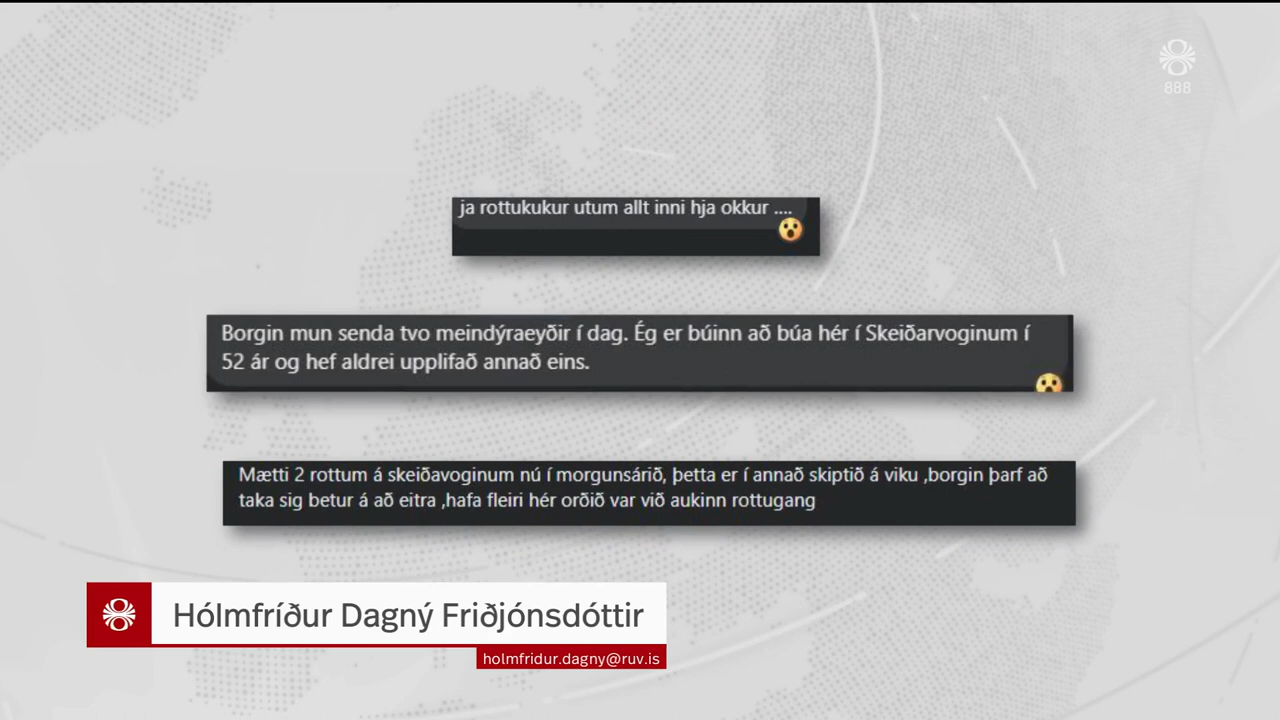 888
ja rottukukur utum allt inni hja okkur ....
Borgin mun senda tvo meindýraeyðir í dag. Ég er búinn að búa hér í Skeiðarvoginum í
52 ár og hef aldrei upplifað annað eins.
Mætti 2 rottum á skeiðavoginum nú í morgunsárið, þetta er í annað skiptið á viku ,borgin þarf að
taka sig betur á að eitra ,hafa fleiri hér orðið var við aukinn rottugang
Hólmfríður Dagný Friðjónsdóttir
holmfridur.dagny@ruv.is